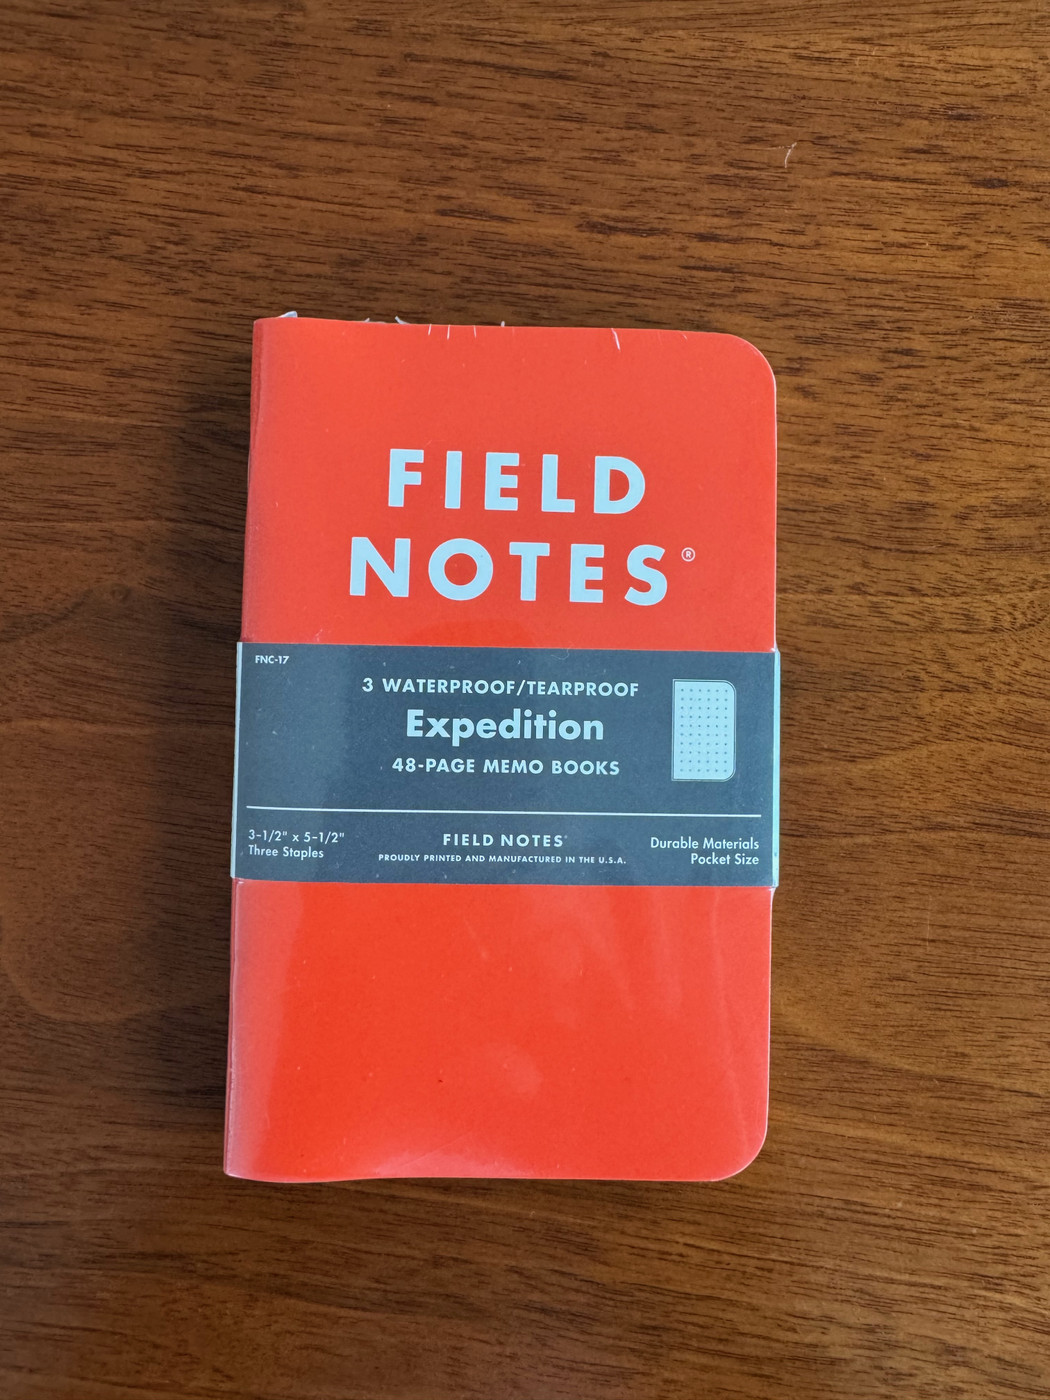 FIELD
NOTES®
FNC-17
3 WATERPROOF/TEARPROOF
Expedition
48-PAGE MEMO BOOKS
3-1/2" x 5-1/2"
Three Staples
FIELD NOTES®
PROUDLY PRINTED AND MANUFACTURED IN THE U.S.A.
Durable Materials
Pocket Size